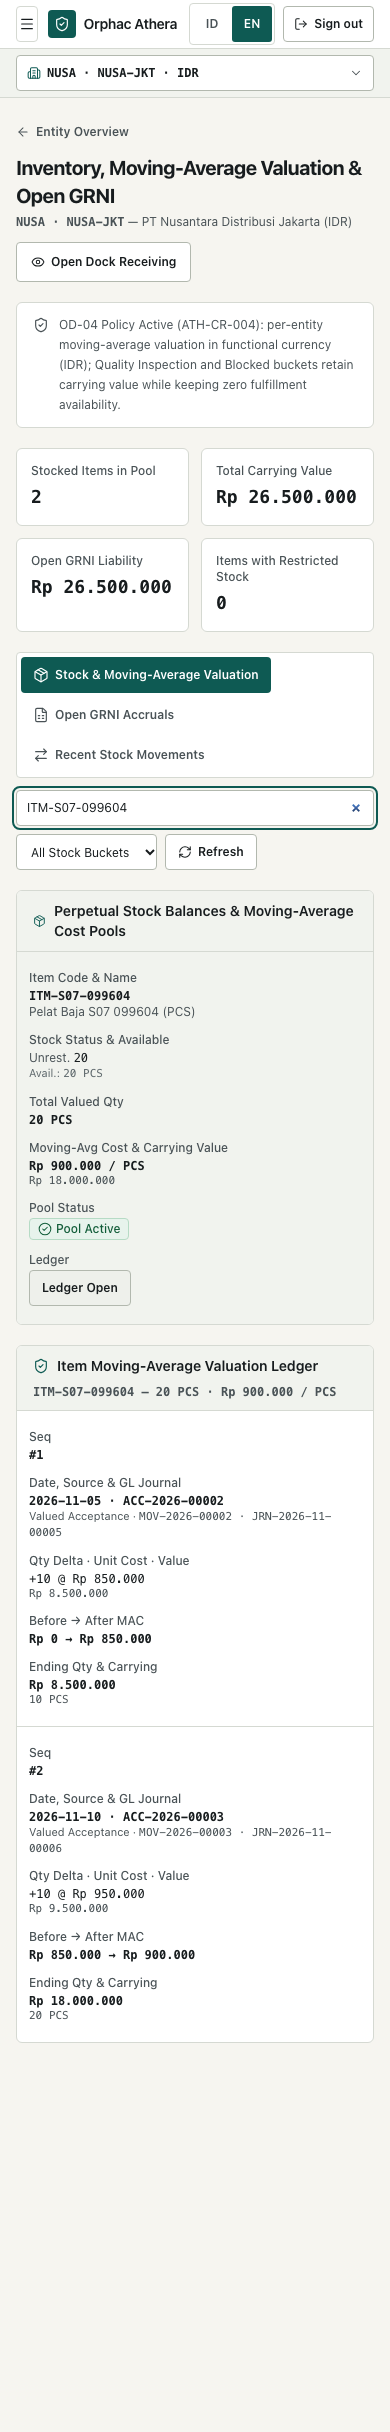 Orphac Athera
ID
EN
Sign out
NUSA · NUSA-JKT · IDR
Entity Overview
Inventory, Moving-Average Valuation &
Open GRNI
NUSA · NUSA-JKT — PT Nusantara Distribusi Jakarta (IDR)
Open Dock Receiving
OD-04 Policy Active (ATH-CR-004): per-entity
moving-average valuation in functional currency
(IDR); Quality Inspection and Blocked buckets retain
carrying value while keeping zero fulfillment
availability.
Stocked Items in Pool
2
Total Carrying Value
Rp 26.500.000
Open GRNI Liability
Rp 26.500.000
Items with Restricted
Stock
0
Stock & Moving-Average Valuation
Open GRNI Accruals
Recent Stock Movements
ITM-S07-099604
All Stock Buckets
Refresh
Perpetual Stock Balances & Moving-Average
Cost Pools
Item Code & Name
ITM-S07-099604
Pelat Baja S07 099604 (PCS)
Stock Status & Available
Unrest. 20
Avail.: 20 PCS
Total Valued Qty
20 PCS
Moving-Avg Cost & Carrying Value
Rp 900.000 / PCS
Rp 18.000.000
Pool Status
Pool Active
Ledger
Ledger Open
Item Moving-Average Valuation Ledger
ITM-S07-099604 — 20 PCS · Rp 900.000 / PCS
Seq
#1
Date, Source & GL Journal
2026-11-05 · ACC-2026-00002
Valued Acceptance · MOV-2026-00002 · JRN-2026-11-
00005
Qty Delta · Unit Cost · Value
+10 @ Rp 850.000
Rp 8.500.000
Before → After MAC
Rp 0 → Rp 850.000
Ending Qty & Carrying
Rp 8.500.000
10 PCS
Seq
#2
Date, Source & GL Journal
2026-11-10 · ACC-2026-00003
Valued Acceptance · MOV-2026-00003 · JRN-2026-11-
00006
Qty Delta · Unit Cost · Value
+10 @ Rp 950.000
Rp 9.500.000
Before → After MAC
Rp 850.000 → Rp 900.000
Ending Qty & Carrying
Rp 18.000.000
20 PCS